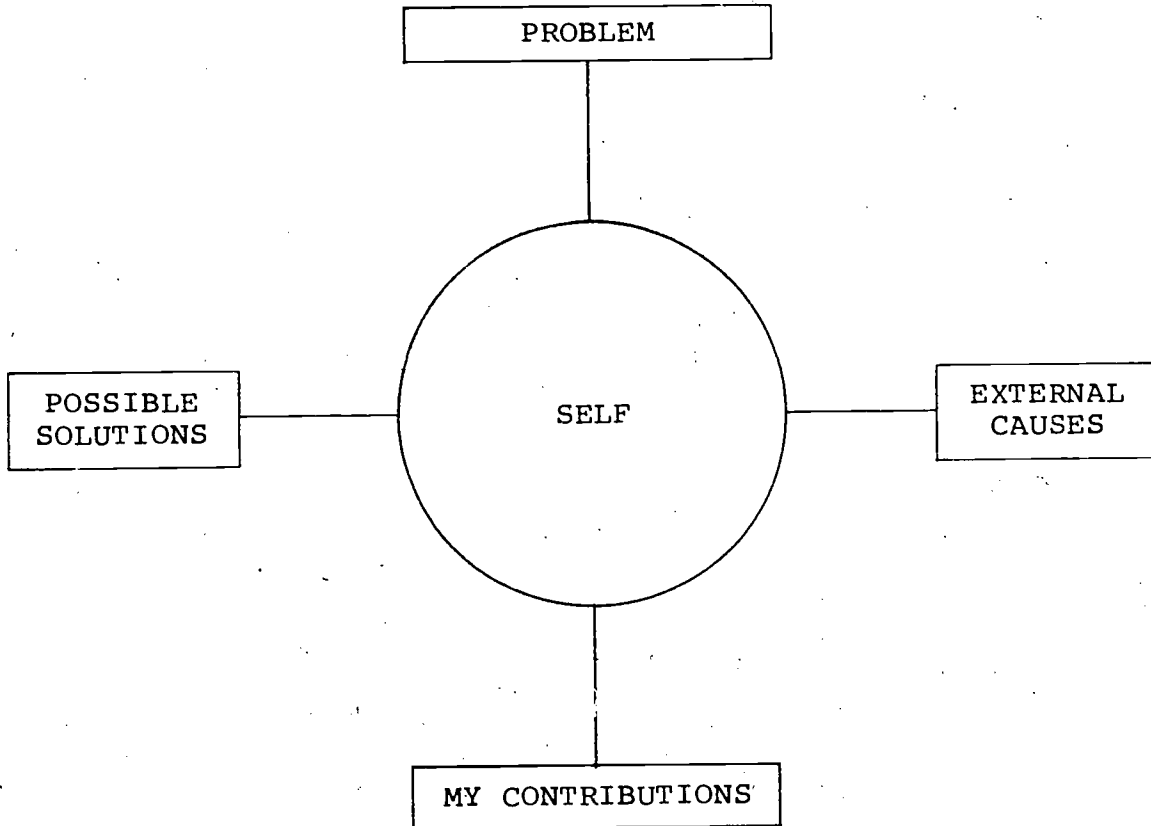 PROBLEM
POSSIBLE
SOLUTIONS
SELF
EXTERNAL
CAUSES
MY CONTRIBUTIONS